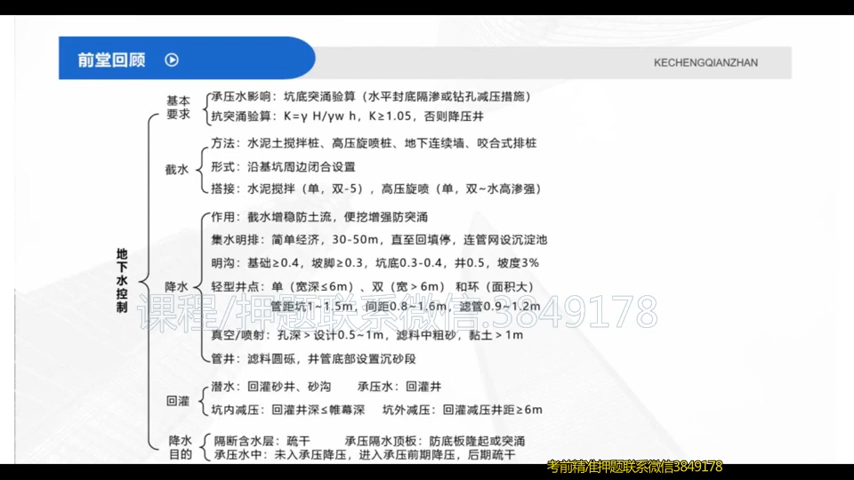 前堂回顾
KECHENGQIANZHAN
地下水控制
基本要求
承压水影响：坑底突涌验算（水平封底隔渗或钻孔减压措施）
抗突涌验算：K=γ H/γw h，K≥1.05，否则降压井
截水
方法：水泥土搅拌桩、高压旋喷桩、地下连续墙、咬合式排桩
形式：沿基坑周边闭合设置
搭接：水泥搅拌（单，双-5），高压旋喷（单，双~水高渗强）
降水
作用：截水增稳防土流，便挖增强防突涌
集水明排：简单经济，30-50m，直至回填停，连管网设沉淀池
明沟：基础≥0.4，坡脚≥0.3，坑底0.3-0.4，井0.5，坡度3%
轻型井点：单（宽深≤6m）、双（宽＞6m） 和环（面积大）
管距坑1~1.5m，间距0.8~1.6m，滤管0.9~1.2m
真空/喷射：孔深＞设计0.5~1m，滤料中粗砂，黏土＞1m
管井：滤料圆砾，井管底部设置沉砂段
回灌
潜水：回灌砂井、砂沟 承压水：回灌井
坑内减压：回灌井深≤帷幕深 坑外减压：回灌减压井距≥6m
降水目的
隔断含水层：疏干 承压隔水顶板：防底板隆起或突涌
承压水中：未入承压降压，进入承压前期降压，后期疏干
课程/押题联系微信:3849178
考前精准押题联系微信3849178